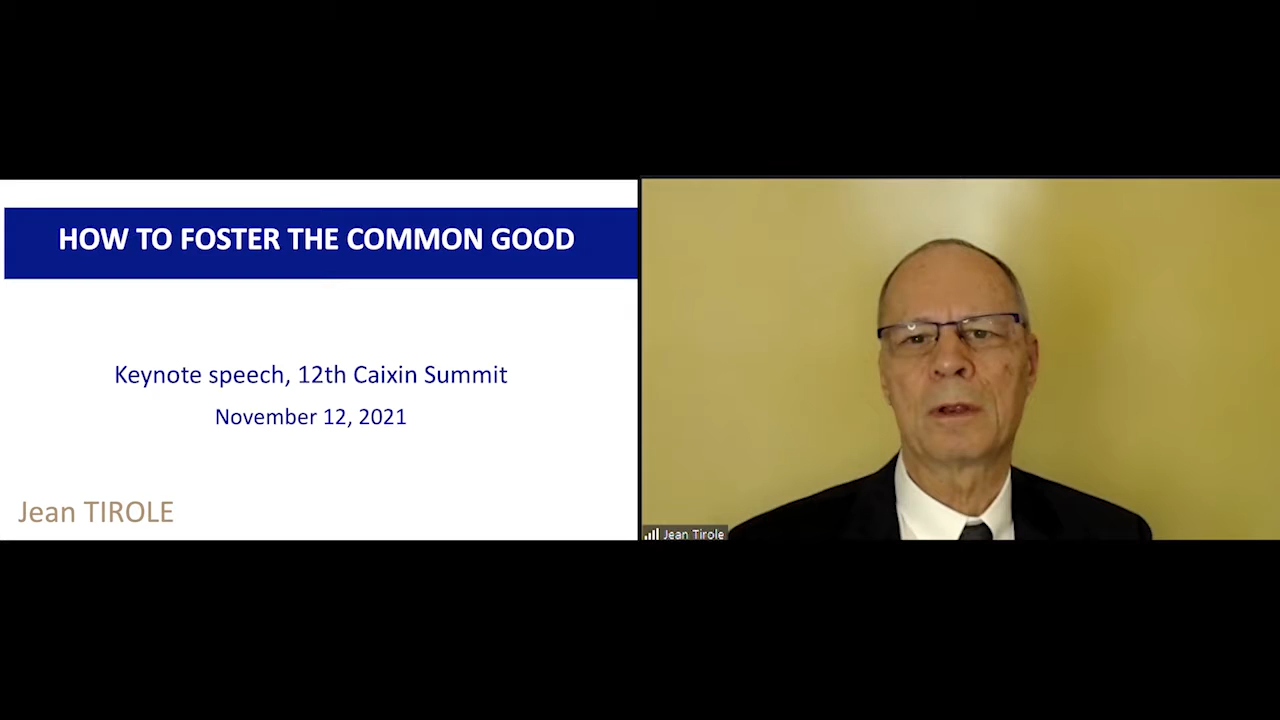 HOW TO FOSTER THE COMMON GOOD
Keynote speech, 12th Caixin Summit
November 12, 2021
Jean TIROLE
Jean Tirole